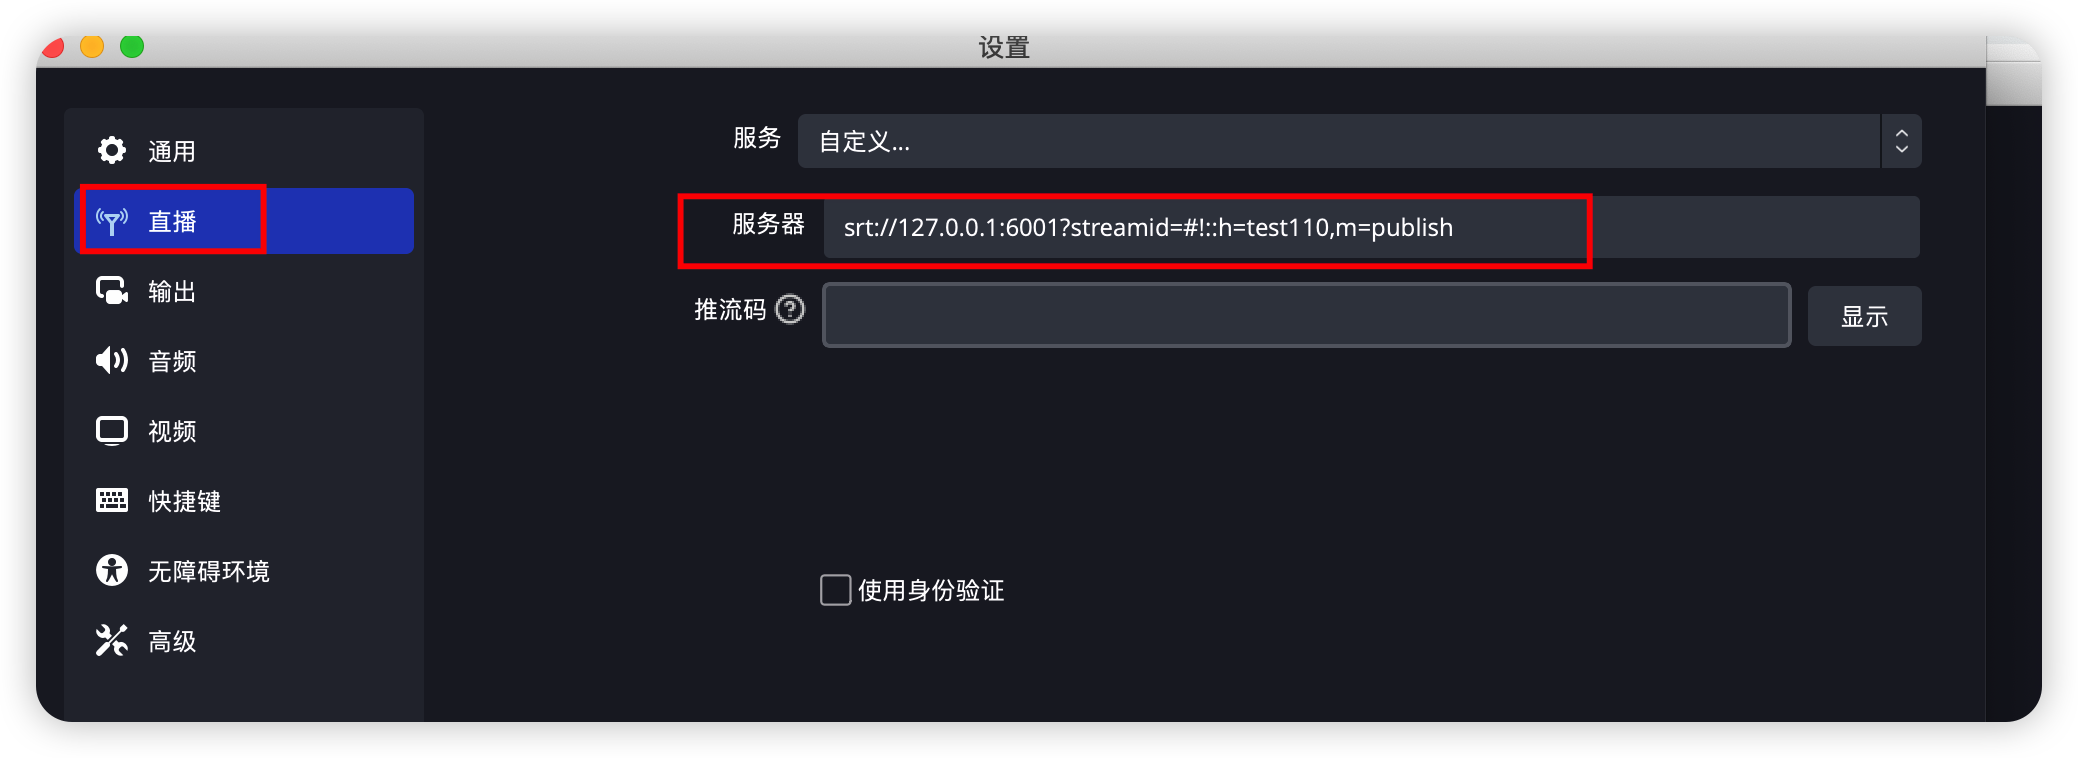 设置
通用
直播
输出
音频
视频
快捷键
无障碍环境
高级
服务 自定义...
服务器 srt://127.0.0.1:6001?streamid=#!::h=test110,m=publish
推流码 ? 显示
使用身份验证